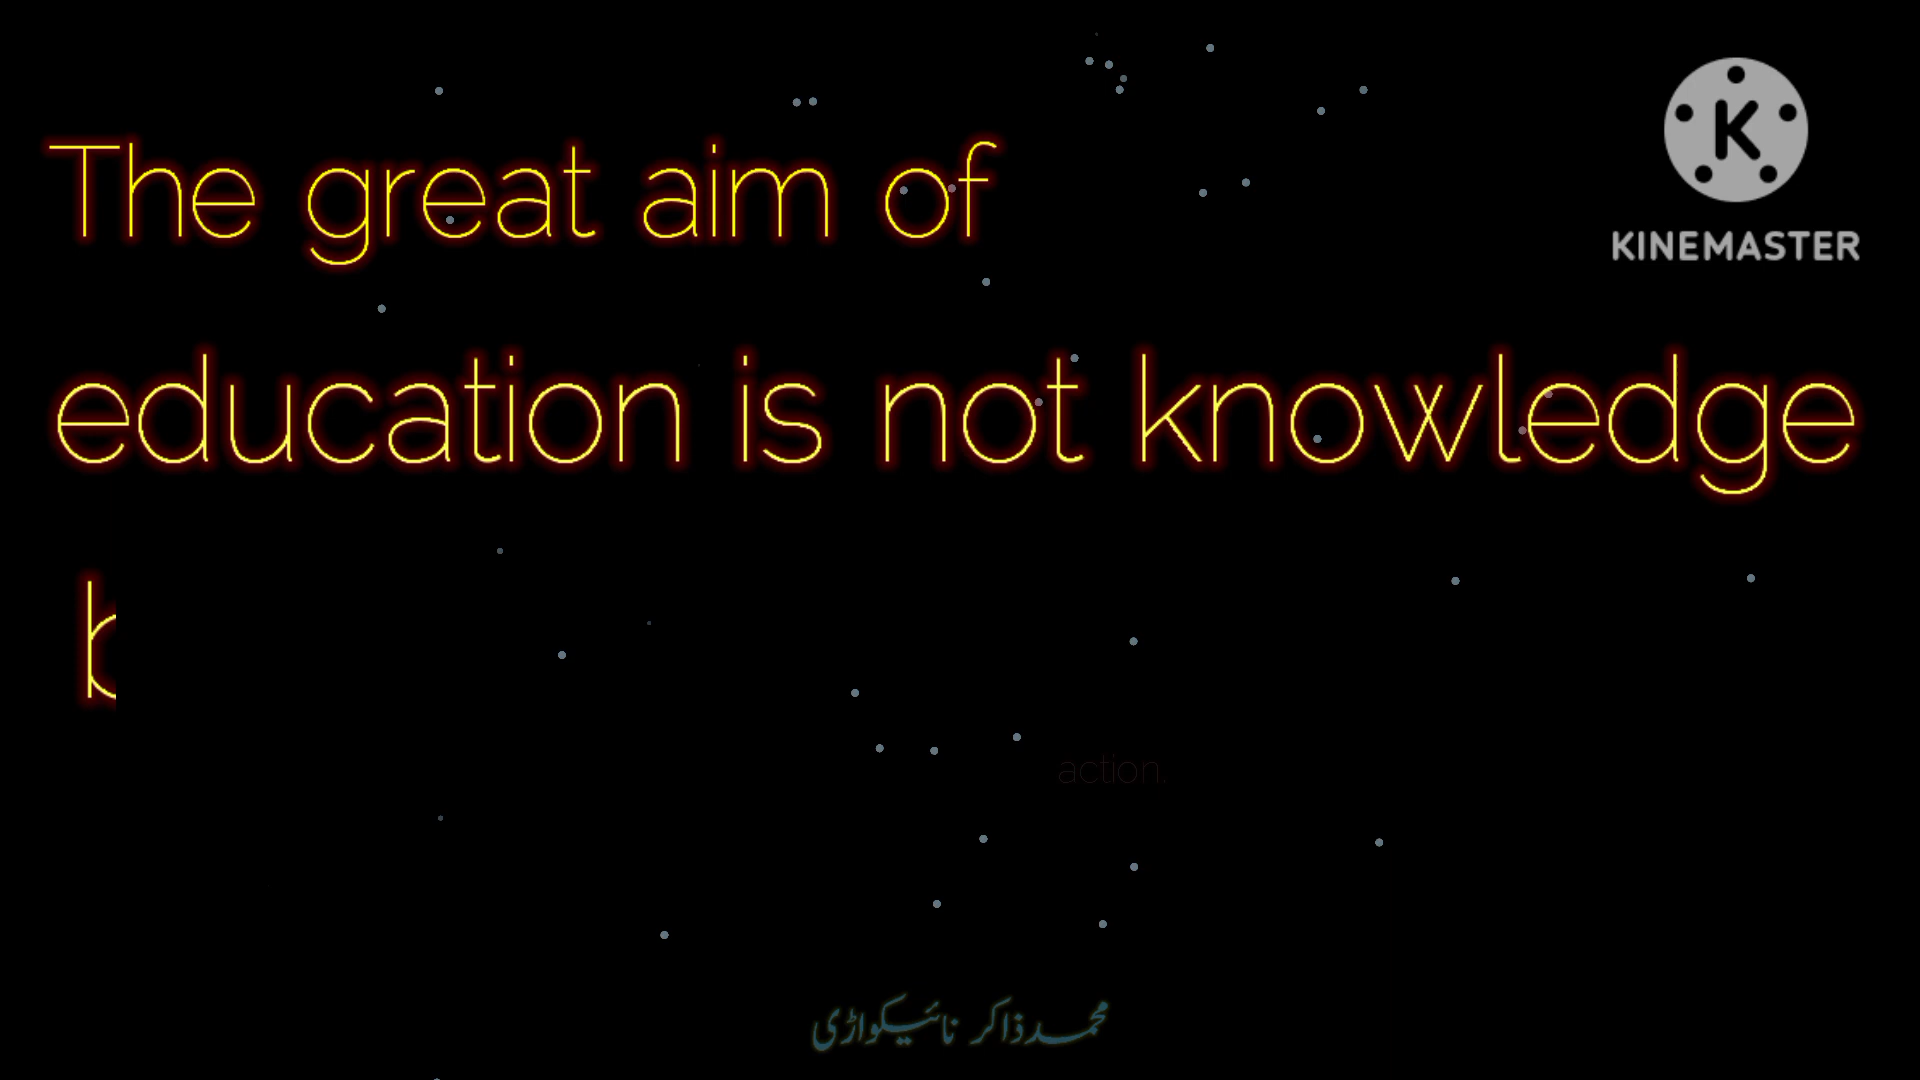 The great aim of
KINEMASTER
education is not knowledge
b
action.
محمد ذاکر نائیکواڑی